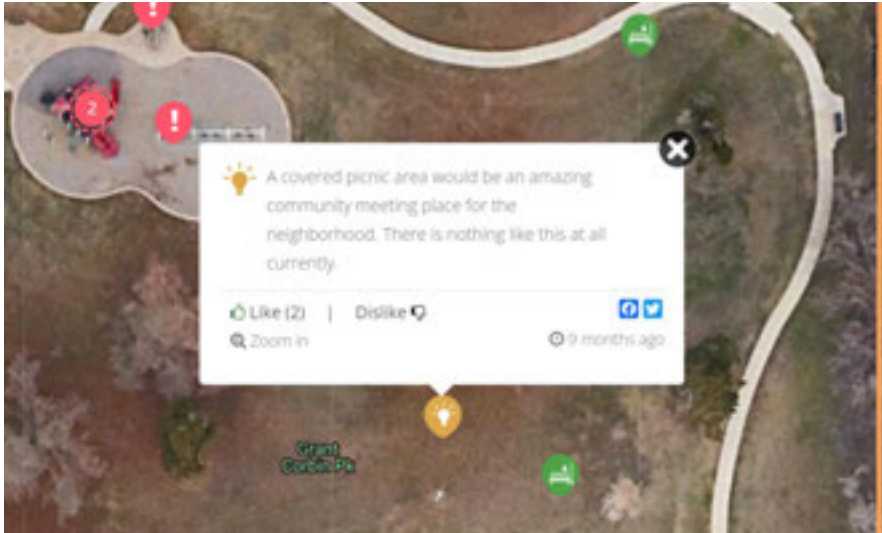 2
A covered picnic area would be an amazing
community meeting place for the
neighborhood. There is nothing like this at all
currently.
Like (2) | Dislike
Zoom in
9 months ago
Grant
Corbin Pk